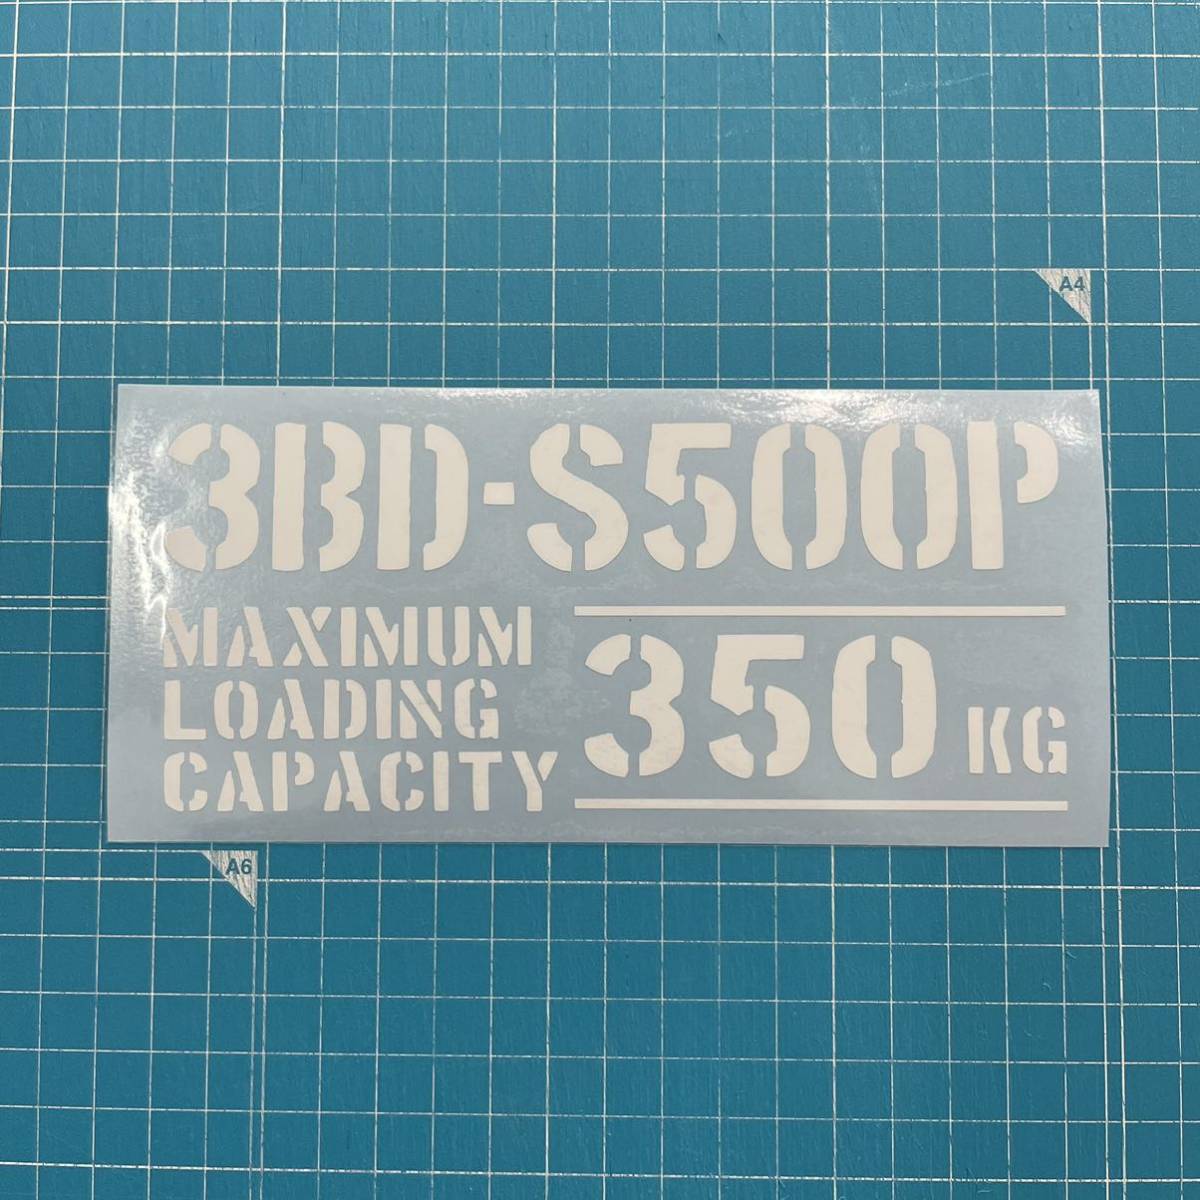 A4
3BD-S500P
MAXIMUM
LOADING
CAPACITY
350 KG
A6